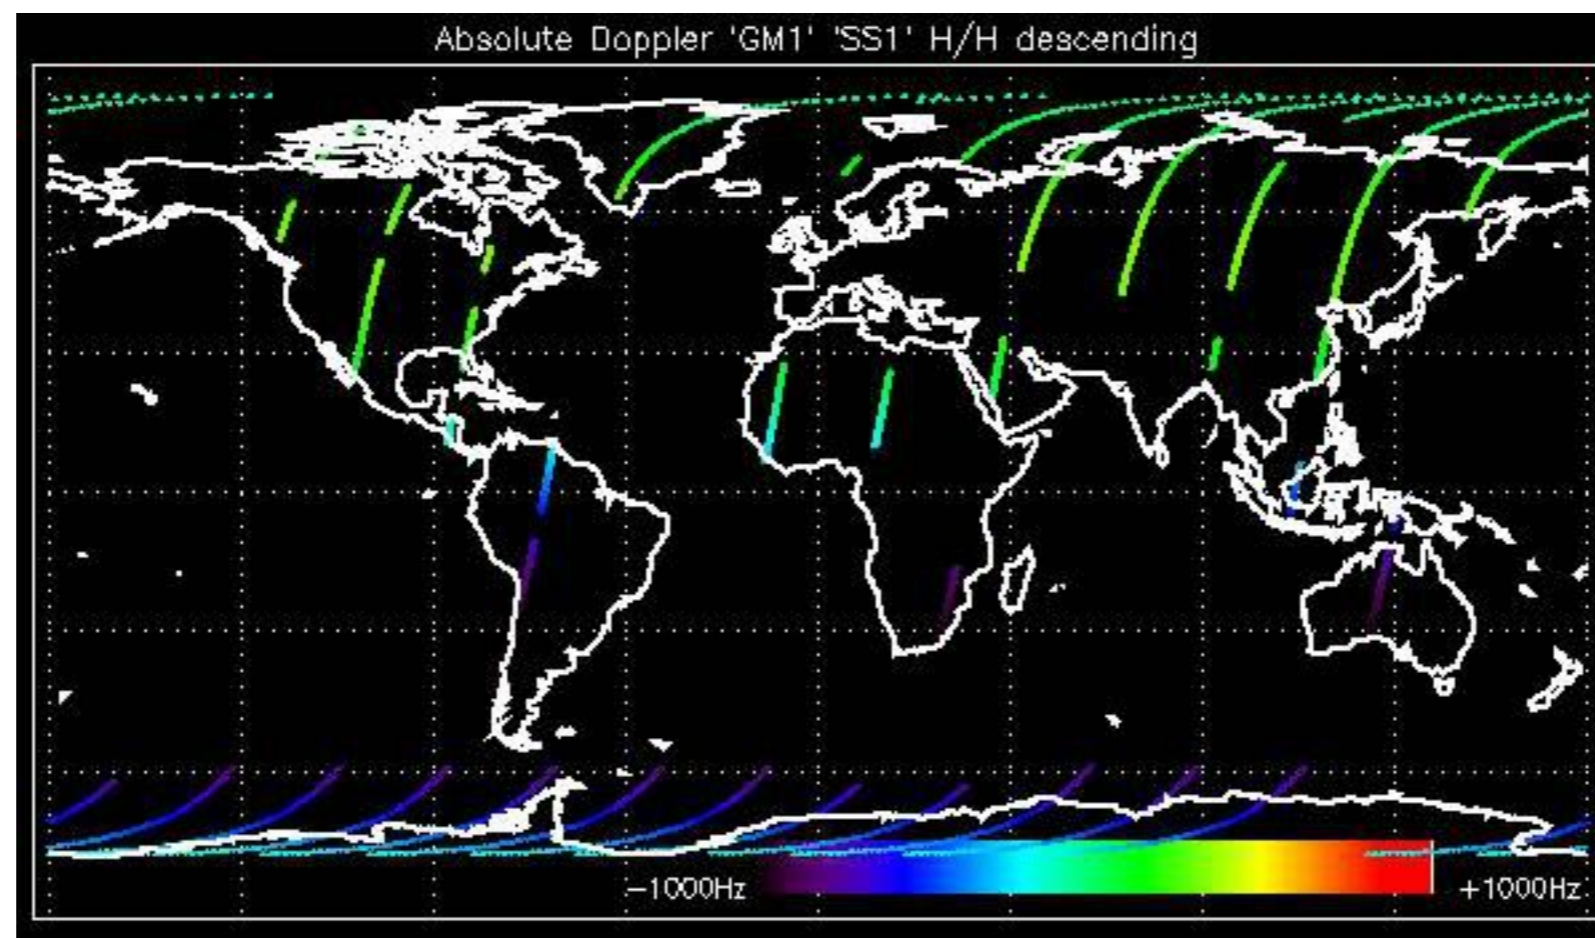 Absolute Doppler 'GM1' 'SS1' H/H descending
−1000Hz
+1000Hz